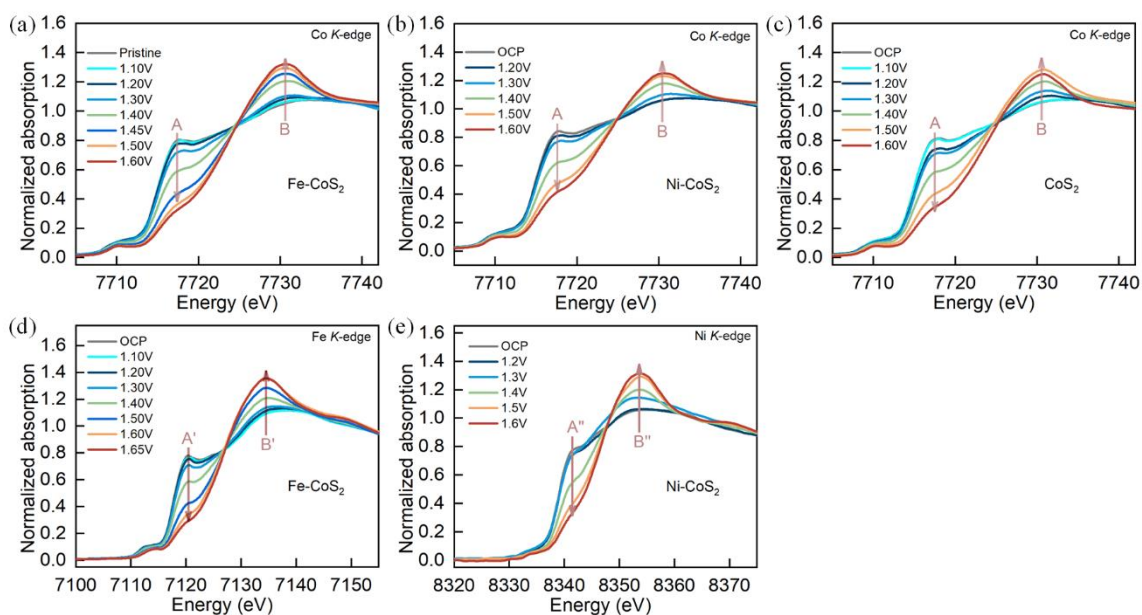 (a)
Co K-edge
Pristine
1.10V
1.20V
1.30V
1.40V
1.45V
1.50V
1.60V
A
B
Fe-CoS₂
Normalized absorption
0.0
0.2
0.4
0.6
0.8
1.0
1.2
1.4
1.6
7710
7720
7730
7740
Energy (eV)
(b)
Co K-edge
OCP
1.20V
1.30V
1.40V
1.50V
1.60V
A
B
Ni-CoS₂
Normalized absorption
0.0
0.2
0.4
0.6
0.8
1.0
1.2
1.4
1.6
7710
7720
7730
7740
Energy (eV)
(c)
Co K-edge
OCP
1.10V
1.20V
1.30V
1.40V
1.50V
1.60V
A
B
CoS₂
Normalized absorption
0.0
0.2
0.4
0.6
0.8
1.0
1.2
1.4
1.6
7710
7720
7730
7740
Energy (eV)
(d)
Fe K-edge
OCP
1.10V
1.20V
1.30V
1.40V
1.50V
1.60V
1.65V
A'
B'
Fe-CoS₂
Normalized absorption
0.0
0.2
0.4
0.6
0.8
1.0
1.2
1.4
1.6
7100
7110
7120
7130
7140
7150
Energy (eV)
(e)
Ni K-edge
OCP
1.2V
1.3V
1.4V
1.5V
1.6V
A"
B"
Ni-CoS₂
Normalized absorption
0.0
0.2
0.4
0.6
0.8
1.0
1.2
1.4
1.6
8320
8330
8340
8350
8360
8370
Energy (eV)